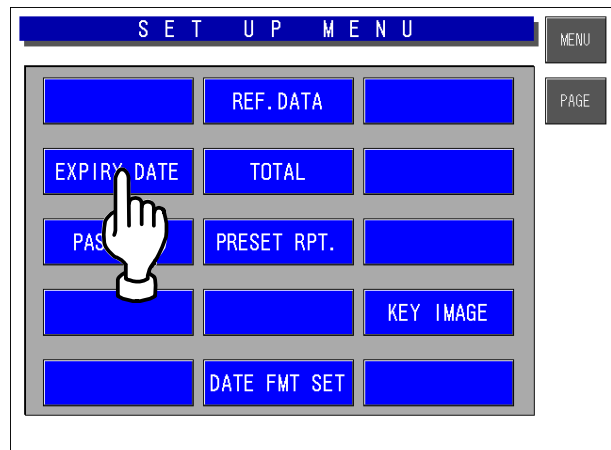 SET UP MENU
MENU
REF.DATA
PAGE
EXPIRY DATE
TOTAL
PRESET RPT.
KEY IMAGE
DATE FMT SET